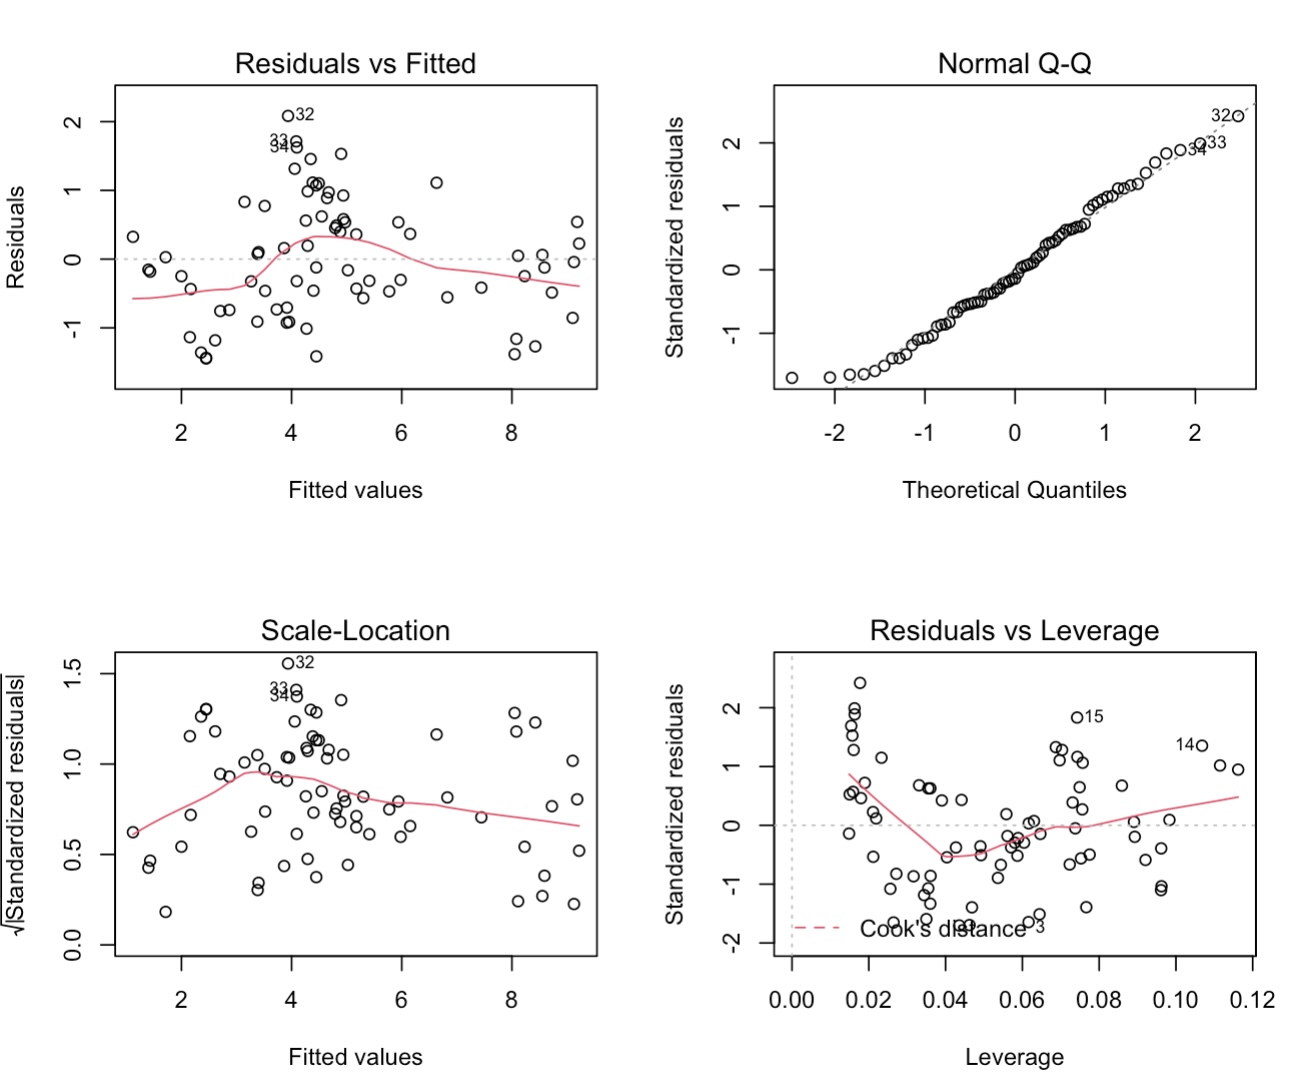 Residuals vs Fitted
Residuals
2
1
0
-1
32
33
34
2 4 6 8
Fitted values
Normal Q-Q
Standardized residuals
2
1
0
-1
32
33
34
-2 -1 0 1 2
Theoretical Quantiles
Scale-Location
√|Standardized residuals|
1.5
1.0
0.5
0.0
32
33
34
2 4 6 8
Fitted values
Residuals vs Leverage
Standardized residuals
2
1
0
-1
-2
15
14
Cook's distance
3
0.00 0.02 0.04 0.06 0.08 0.10 0.12
Leverage